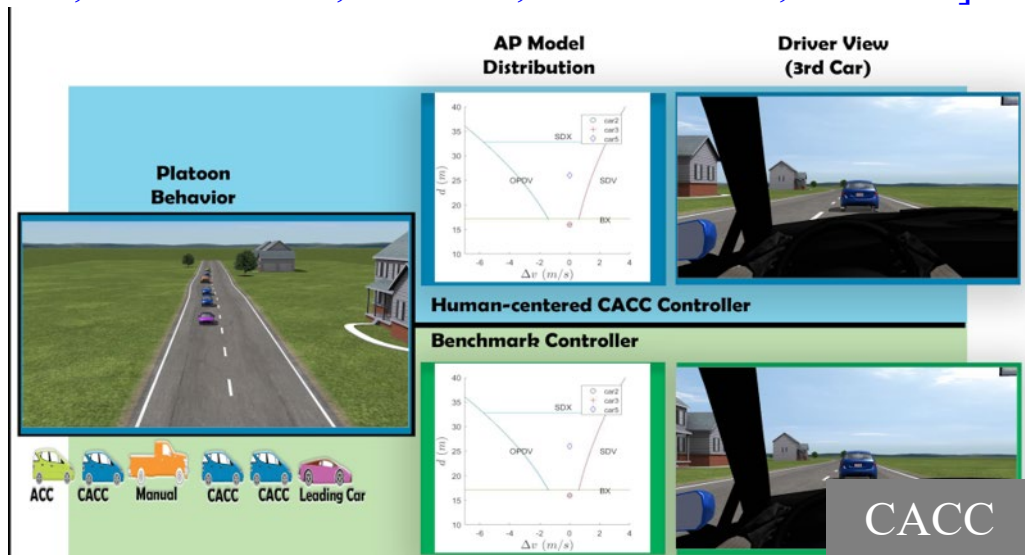 AP Model
Distribution
Driver View
(3rd Car)
Platoon
Behavior
40
35
30
25
20
15
10
d (m)
SDX
car2
car3
car5
OPDV
SDV
BX
-6
-4
-2
0
2
4
Δv (m/s)
Human-centered CACC Controller
Benchmark Controller
40
35
30
25
20
15
10
d (m)
SDX
car2
car3
car5
OPDV
SDV
BX
-6
-4
-2
0
2
4
Δv (m/s)
ACC
CACC
Manual
CACC
CACC
Leading Car
CACC